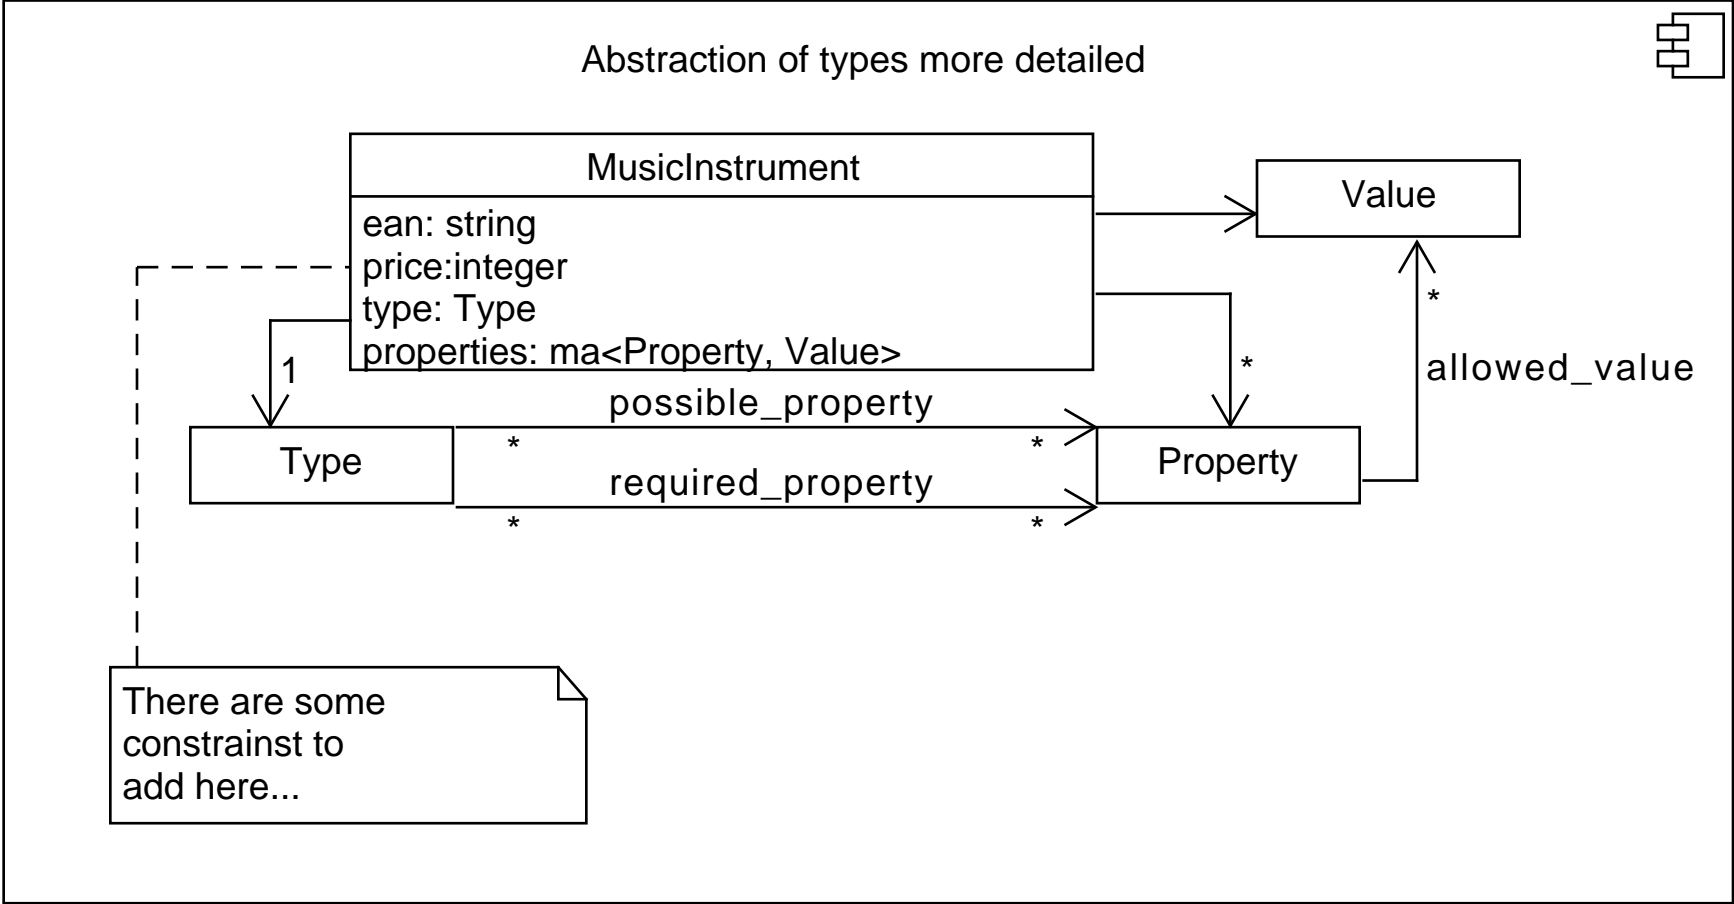 Abstraction of types more detailed
MusicInstrument
ean: string
price:integer
type: Type
properties: ma<Property, Value>
Value
*
allowed_value
1
*
possible_property
*
*
Type
Property
required_property
*
*
There are some
constrainst to
add here...